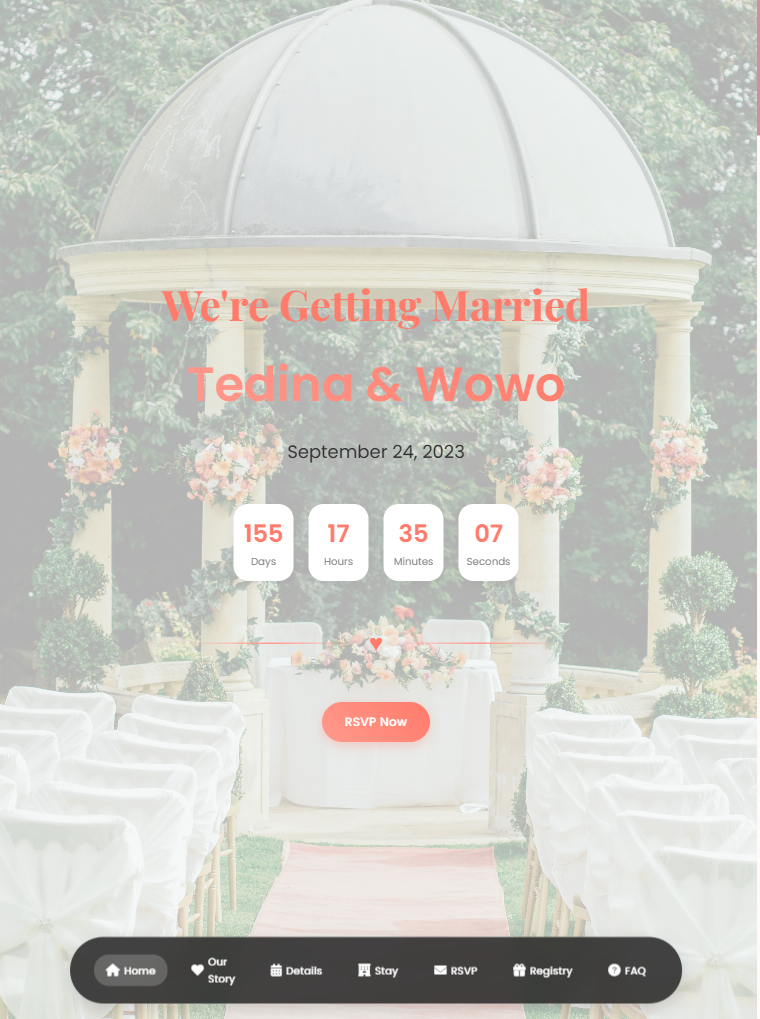 We're Getting Married
Tedina & Wowo
September 24, 2023
155 17 35 07
Days Hours Minutes Seconds
RSVP Now
Home Our Story Details Stay RSVP Registry FAQ